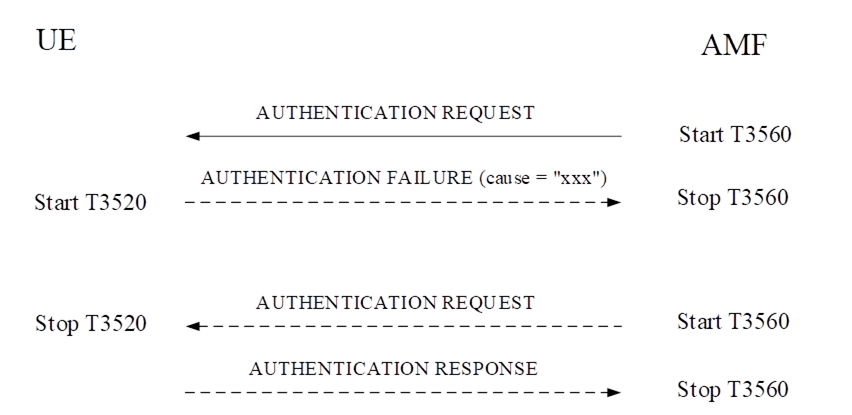 UE
AMF
AUTHENTICATION REQUEST
Start T3560
AUTHENTICATION FAILURE (cause = "xxx")
Start T3520
Stop T3560
AUTHENTICATION REQUEST
Stop T3520
Start T3560
AUTHENTICATION RESPONSE
Stop T3560